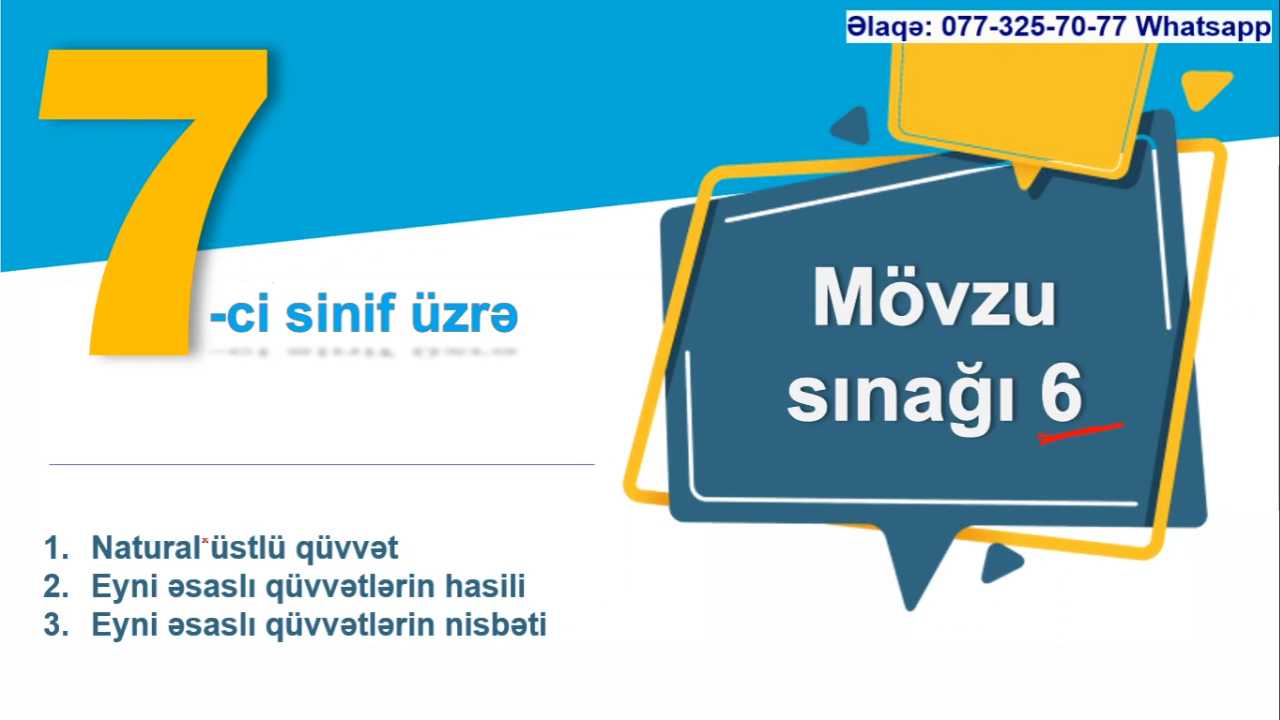 Əlaqə: 077-325-70-77 Whatsapp
7
-ci sinif üzrə
Mövzu
sınağı 6
1. Natural üstlü qüvvət
2. Eyni əsaslı qüvvətlərin hasili
3. Eyni əsaslı qüvvətlərin nisbəti